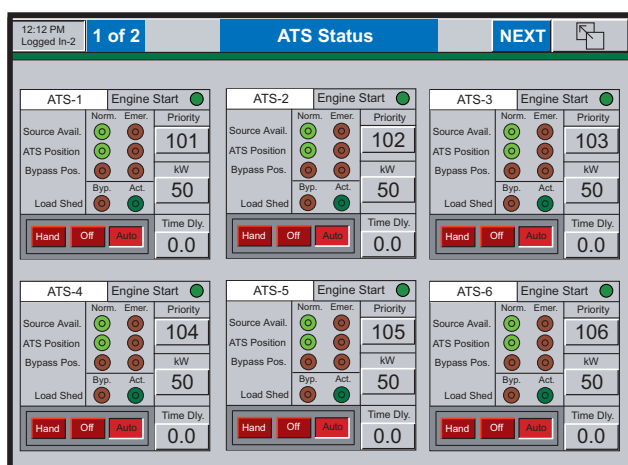 12:12 PM
Logged In-2
1 of 2
ATS Status
NEXT
ATS-1 Engine Start
Norm. Emer. Priority
Source Avail.
101
ATS Position
Bypass Pos. kW
Byp. Act. 50
Load Shed
Time Dly.
Hand Off Auto
0.0
ATS-2 Engine Start
Norm. Emer. Priority
Source Avail.
102
ATS Position
Bypass Pos. kW
Byp. Act. 50
Load Shed
Time Dly.
Hand Off Auto
0.0
ATS-3 Engine Start
Norm. Emer. Priority
Source Avail.
103
ATS Position
Bypass Pos. kW
Byp. Act. 50
Load Shed
Time Dly.
Hand Off Auto
0.0
ATS-4 Engine Start
Norm. Emer. Priority
Source Avail.
104
ATS Position
Bypass Pos. kW
Byp. Act. 50
Load Shed
Time Dly.
Hand Off Auto
0.0
ATS-5 Engine Start
Norm. Emer. Priority
Source Avail.
105
ATS Position
Bypass Pos. kW
Byp. Act. 50
Load Shed
Time Dly.
Hand Off Auto
0.0
ATS-6 Engine Start
Norm. Emer. Priority
Source Avail.
106
ATS Position
Bypass Pos. kW
Byp. Act. 50
Load Shed
Time Dly.
Hand Off Auto
0.0